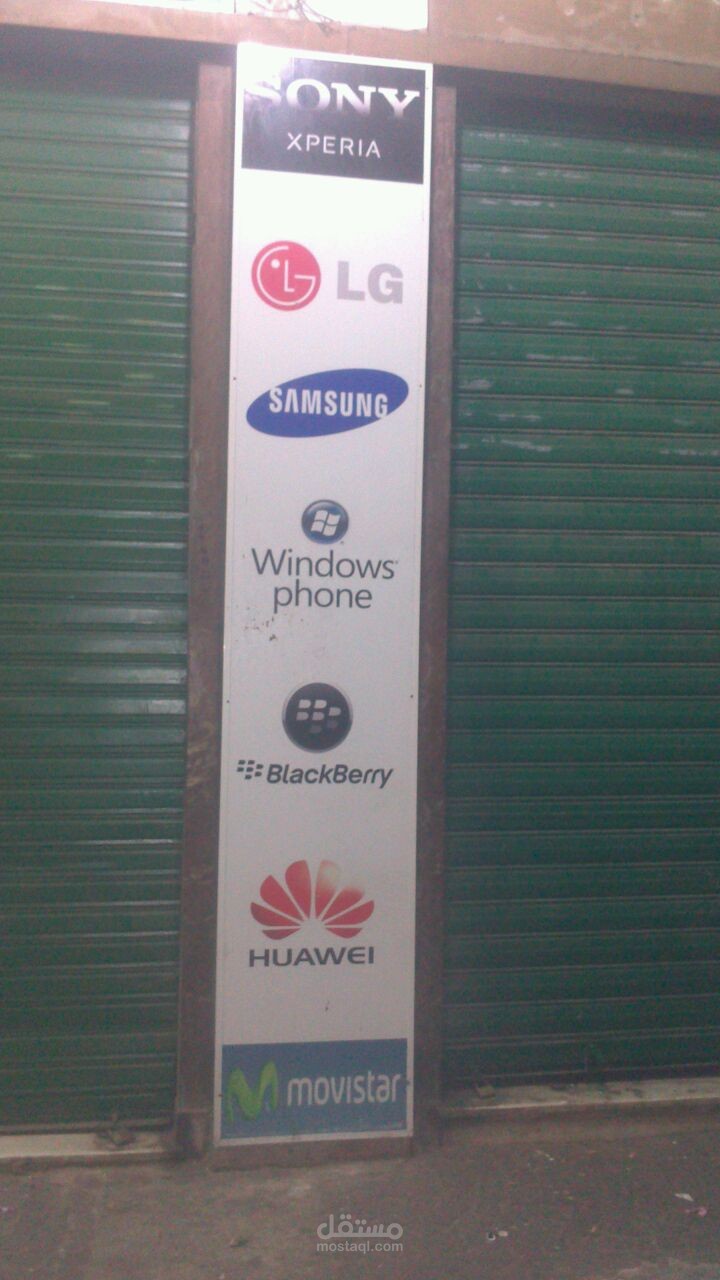 SONY
XPERIA
LG
SAMSUNG
Windows
phone
BlackBerry
HUAWEI
movistar
مستقل
mostaql.com